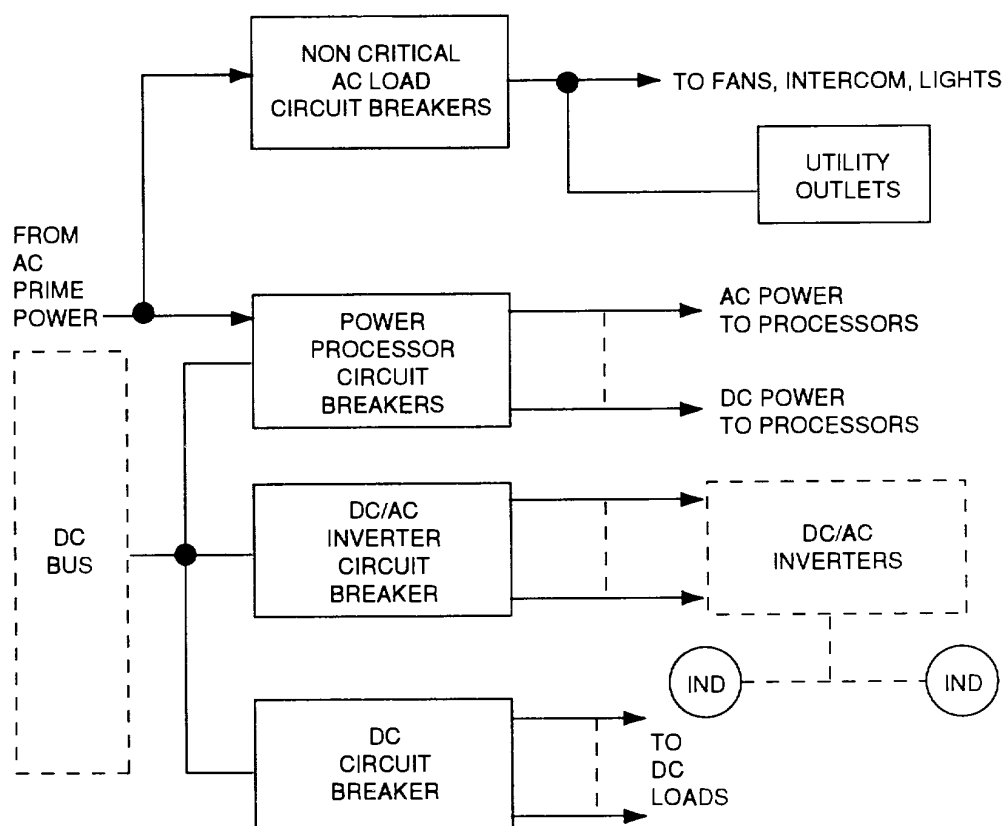 NON CRITICAL
AC LOAD
CIRCUIT BREAKERS
TO FANS, INTERCOM, LIGHTS
UTILITY
OUTLETS
FROM
AC
PRIME
POWER
POWER
PROCESSOR
CIRCUIT
BREAKERS
AC POWER
TO PROCESSORS
DC POWER
TO PROCESSORS
DC
BUS
DC/AC
INVERTER
CIRCUIT
BREAKER
DC/AC
INVERTERS
IND
IND
DC
CIRCUIT
BREAKER
TO
DC
LOADS